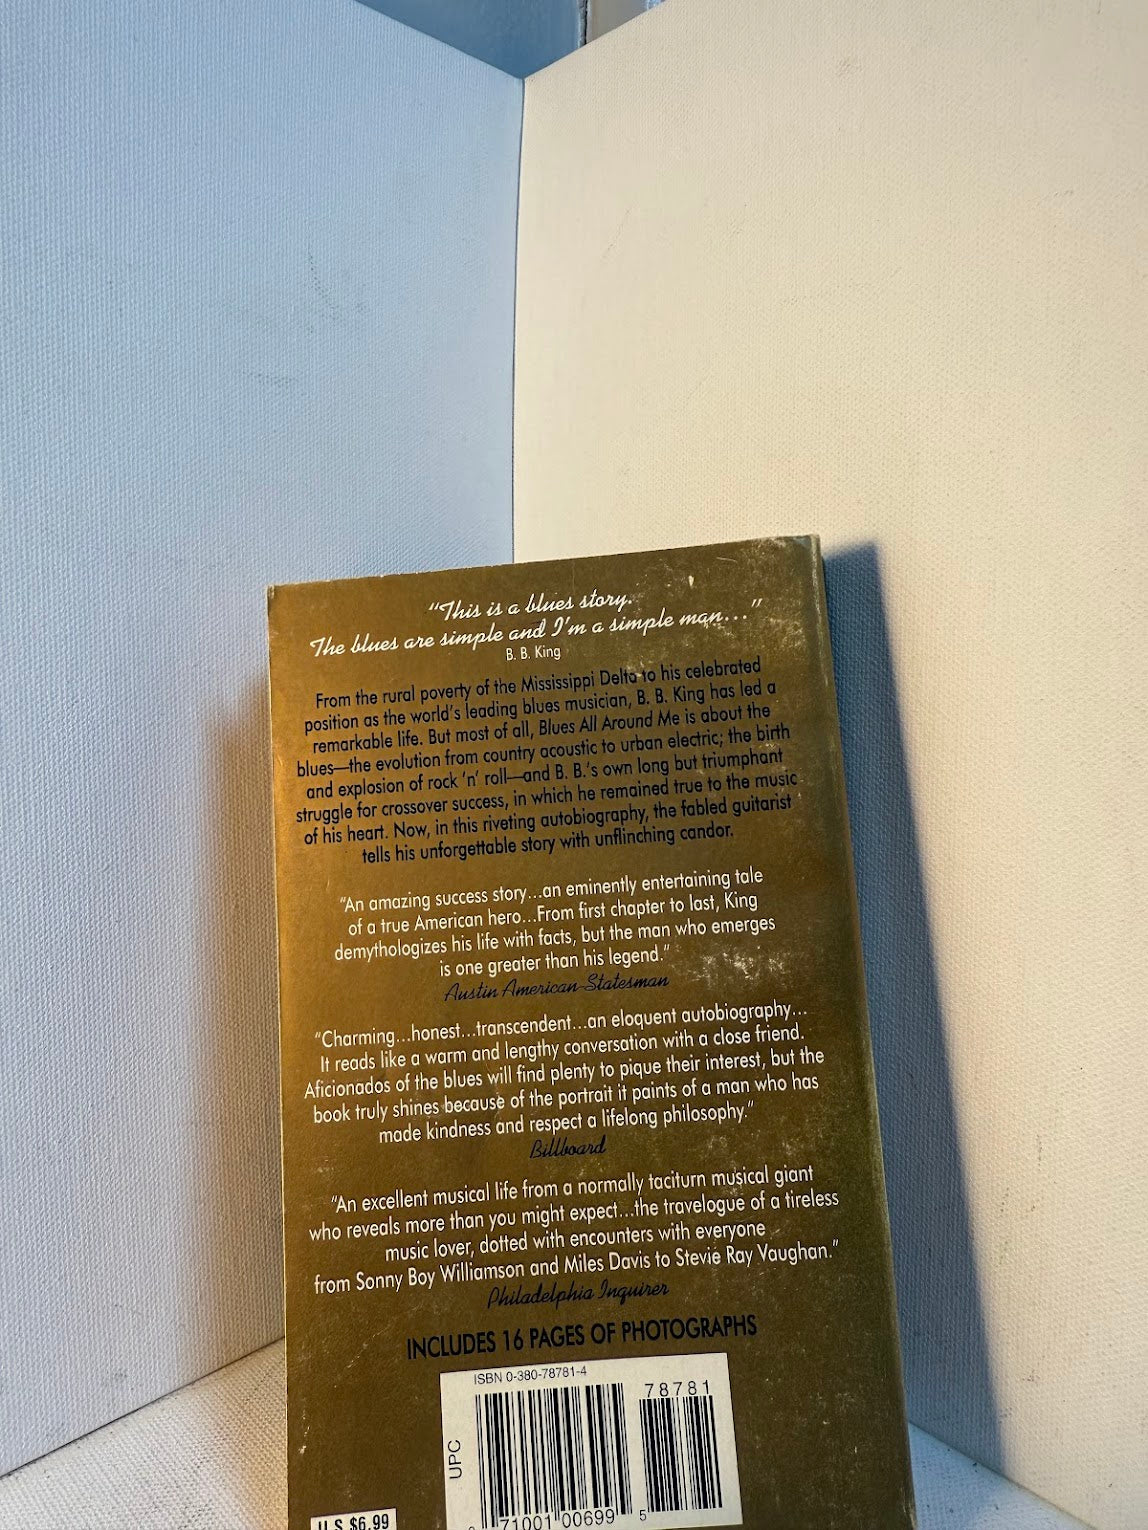 “This is a blues story.
The blues are simple and I’m a simple man...”
B. B. King
From the rural poverty of the Mississippi Delta to his celebrated
position as the world’s leading blues musician, B. B. King has led a
remarkable life. But most of all, Blues All Around Me is about the
blues—the evolution from country acoustic to urban electric; the birth
and explosion of rock ’n’ roll—and B. B.’s own long but triumphant
struggle for crossover success, in which he remained true to the music
of his heart. Now, in this riveting autobiography, the fabled guitarist
tells his unforgettable story with unflinching candor.
“An amazing success story...an eminently entertaining tale
of a true American hero...From first chapter to last, King
demythologizes his life with facts, but the man who emerges
is one greater than his legend.”
Austin American-Statesman
“Charming...honest...transcendent...an eloquent autobiography...
It reads like a warm and lengthy conversation with a close friend.
Aficionados of the blues will find plenty to pique their interest, but the
book truly shines because of the portrait it paints of a man who has
made kindness and respect a lifelong philosophy.”
Billboard
“An excellent musical life from a normally taciturn musical giant
who reveals more than you might expect...the travelogue of a tireless
music lover, dotted with encounters with everyone
from Sonny Boy Williamson and Miles Davis to Stevie Ray Vaughan.”
Philadelphia Inquirer
INCLUDES 16 PAGES OF PHOTOGRAPHS
ISBN 0-380-78781-4
78781
UPC
71001 00699 5
U.S. $6.99